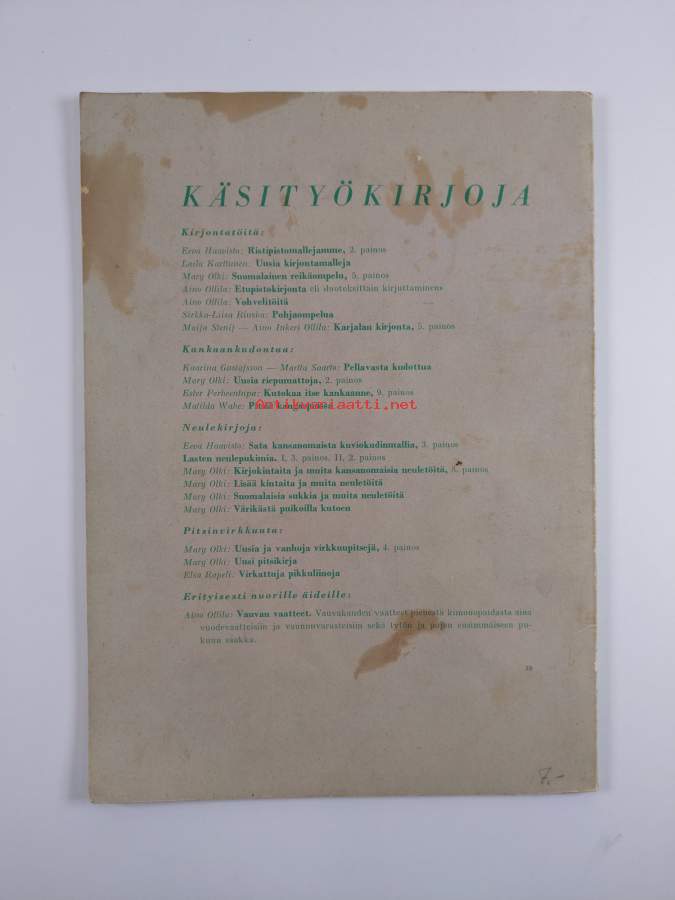 KÄSITYÖKIRJOJA
Kirjontatöitä:
Eeva Haavisto: Ristipistomallejamme, 2. painos
Laila Karttunen: Uusia kirjontamalleja
Mary Olki: Suomalainen reikäompelu, 5. painos
Aino Ollila: Etupistokirjonta eli duotoksittain kirjuttaminens
Aino Ollila: Vohvelitöitä
Sirkka-Liisa Rinska: Pohjaompelua
Maija Stenij — Aino Inkeri Ollila: Karjalan kirjonta, 5. painos
Kankaankudontaa:
Kaarina Gustafsson — Martta Saarto: Pellavasta kudottua
Mary Olki: Uusia riepumattoja, 2. painos
Ester Perheentupa: Kutokaa itse kankaanne, 9. painos
Matilda Wahe:
Antikvariaatti.net
Neulekirjoja:
Eeva Haavisto: Sata kansanomaista kuviokudinmallia, 3. painos
Lasten neulepukimia. I, 3. painos. II, 2. painos
Mary Olki: Kirjokintaita ja muita kansanomaisia neuletöitä, painos
Mary Olki: Lisää kintaita ja muita neuletöitä
Mary Olki: Suomalaisia sukkia ja muita neuletöitä
Mary Olki: Värikästä puikoilla kutoen
Pitsinvirkkuuta:
Mary Olki: Uusia ja vanhoja virkkuupitsejä, 4. painos
Mary Olki: Uusi pitsikirja
Elsa Rapeli: Virkattuja pikkuliinoja
Erityisesti nuorille äideille:
Aino Ollila: Vauvan vaatteet. Vauvakauden vaatteet pienestä kimonopaidasta aina
vuodevaatteisiin ja vaununvarusteisiin sekä tytön ja pojan ensimmäiseen pu-
kuun saakka.
7.-